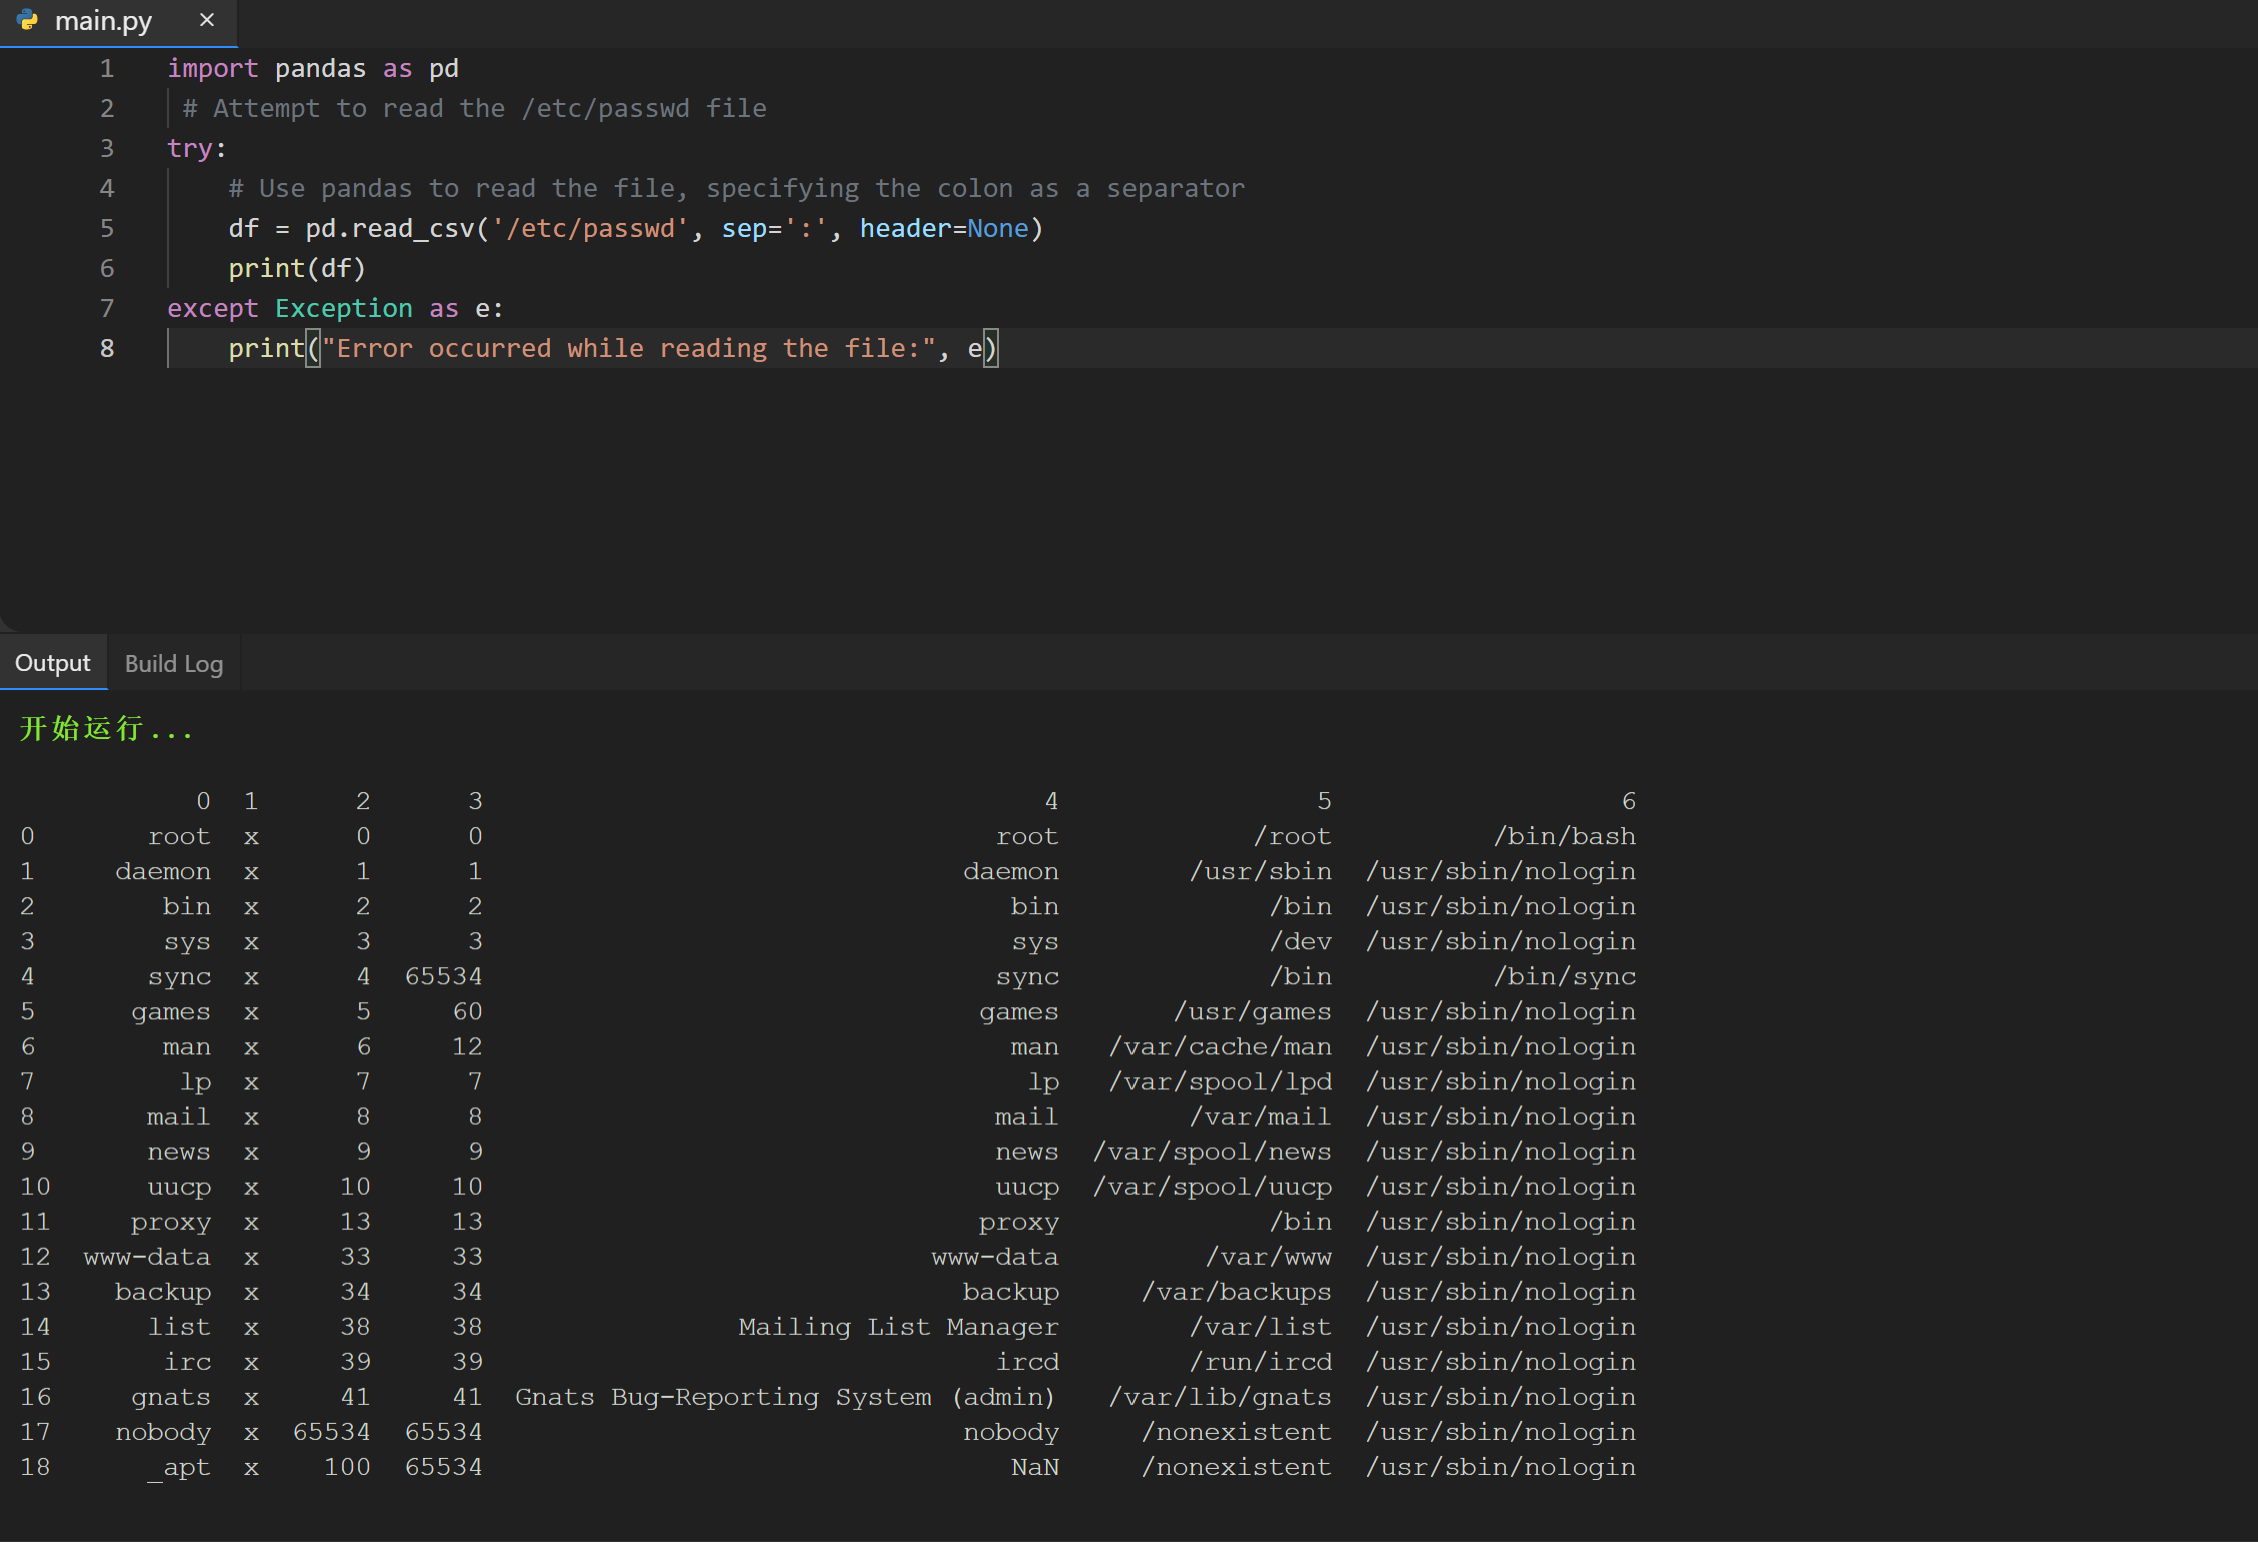 main.py ×
1 import pandas as pd
2 # Attempt to read the /etc/passwd file
3 try:
4 # Use pandas to read the file, specifying the colon as a separator
5 df = pd.read_csv('/etc/passwd', sep=':', header=None)
6 print(df)
7 except Exception as e:
8 print("Error occurred while reading the file:", e)
Output Build Log
开始运行...
0 1 2 3 4 5 6
0 root x 0 0 root /root /bin/bash
1 daemon x 1 1 daemon /usr/sbin /usr/sbin/nologin
2 bin x 2 2 bin /bin /usr/sbin/nologin
3 sys x 3 3 sys /dev /usr/sbin/nologin
4 sync x 4 65534 sync /bin /bin/sync
5 games x 5 60 games /usr/games /usr/sbin/nologin
6 man x 6 12 man /var/cache/man /usr/sbin/nologin
7 lp x 7 7 lp /var/spool/lpd /usr/sbin/nologin
8 mail x 8 8 mail /var/mail /usr/sbin/nologin
9 news x 9 9 news /var/spool/news /usr/sbin/nologin
10 uucp x 10 10 uucp /var/spool/uucp /usr/sbin/nologin
11 proxy x 13 13 proxy /bin /usr/sbin/nologin
12 www-data x 33 33 www-data /var/www /usr/sbin/nologin
13 backup x 34 34 backup /var/backups /usr/sbin/nologin
14 list x 38 38 Mailing List Manager /var/list /usr/sbin/nologin
15 irc x 39 39 ircd /run/ircd /usr/sbin/nologin
16 gnats x 41 41 Gnats Bug-Reporting System (admin) /var/lib/gnats /usr/sbin/nologin
17 nobody x 65534 65534 nobody /nonexistent /usr/sbin/nologin
18 _apt x 100 65534 NaN /nonexistent /usr/sbin/nologin